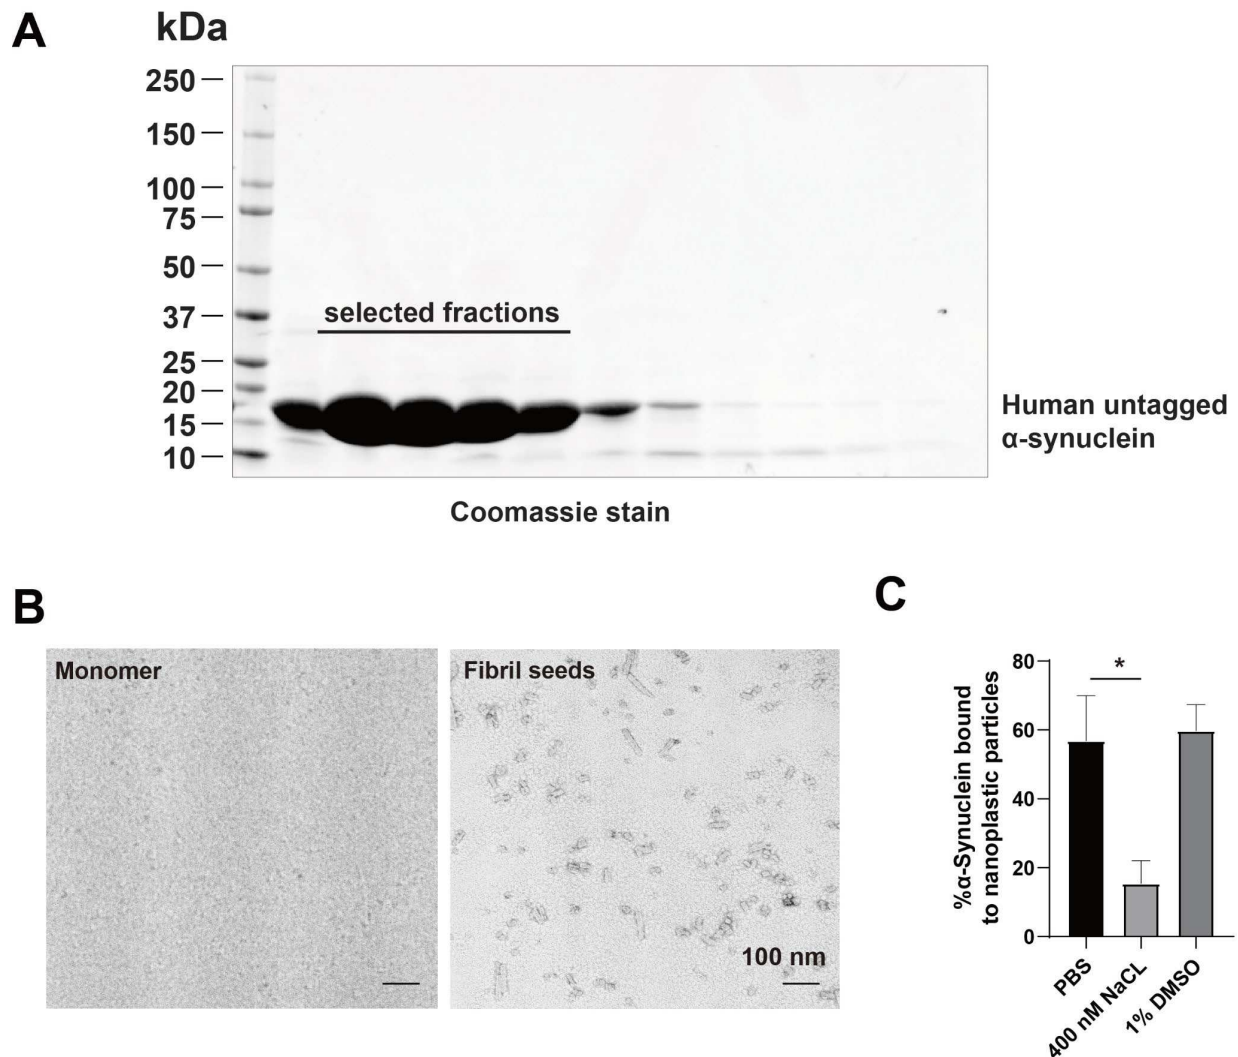 A
kDa
250
150
100
75
50
37
25
20
15
10
selected fractions
Human untagged
α-synuclein
Coomassie stain
B
Monomer
Fibril seeds
100 nm
C
%α-Synuclein bound
to nanoplastic particles
80
60
40
20
0
*
PBS
400 nM NaCL
1% DMSO